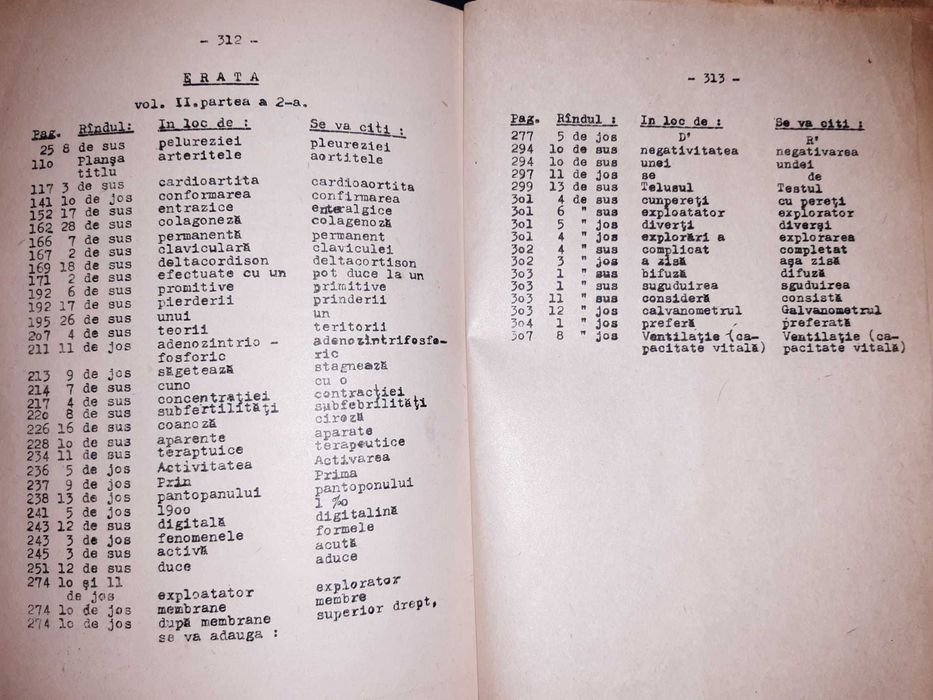 - 312 -
E R A T A
vol. II.partea a 2-a.
Pag. Rîndul: In loc de : Se va citi :
25 8 de sus pelureziei pleureziei
11o Planşa titlu arteritele aortitele
117 3 de sus cardioartita cardioaortita
141 1o de jos conformarea confirmarea
152 17 de sus entrazice enteralgice
162 28 de sus colagoneză colagenoză
166 7 de jos permanentă permanent
167 2 de sus claviculară claviculei
169 18 de sus deltacordison deltacortison
171 2 de sus efectuate cu un pot duce la un
192 6 de sus promitive primitive
192 17 de sus pierderii prinderii
195 26 de sus unui un
2o7 4 de sus teorii teritorii
211 11 de jos adenozintrio - adenozintrifosfo-
fosforic ric
213 9 de jos săgetează stagnează
214 7 de sus cuno cu o
217 4 de sus concentraţiei contracţiei
22o 8 de sus subfertilităţi subfebrilităţi
226 16 de sus coanoză ciroză
228 1o de sus aparente aparate
234 11 de sus teraptuice terapeutice
236 5 de jos Activitatea Activarea
237 9 de jos Prin Prima
238 13 de jos pantopanului pantoponului
241 5 de jos 19oo 1 %o
243 12 de sus digitală digitalină
243 3 de jos fenomenele formele
245 3 de sus activă acută
251 12 de sus duce aduce
274 1o şi 11
de jos exploatator explorator
274 1o de jos membrane membre
274 1o de jos după membrane superior drept,
se va adauga :
- 313 -
Pag. Rîndul : In loc de : Se va citi :
277 5 de jos D' R'
294 1o de sus negativitatea negativarea
294 1o de sus unei undei
297 11 de jos se de
299 13 de sus Telusul Testul
3o1 4 de sus cunpereţi cu pereţi
3o1 6 " sus exploatator explorator
3o1 5 " jos diverţi diverşi
3o1 4 " jos explorări a explorarea
3o2 4 " sus complicat completat
3o2 3 " jos a zisă aşa zisă
3o3 1 " sus bifuză difuză
3o3 1 " sus suguduirea sguduirea
3o3 11 " sus consideră consistă
3o3 12 " jos calvanometrul Galvanometrul
3o4 1 " jos preferă preferată
3o7 8 " jos Ventilaţie (ca- Ventilaţie (ca-
pacitate vitală) pacitate vitală)